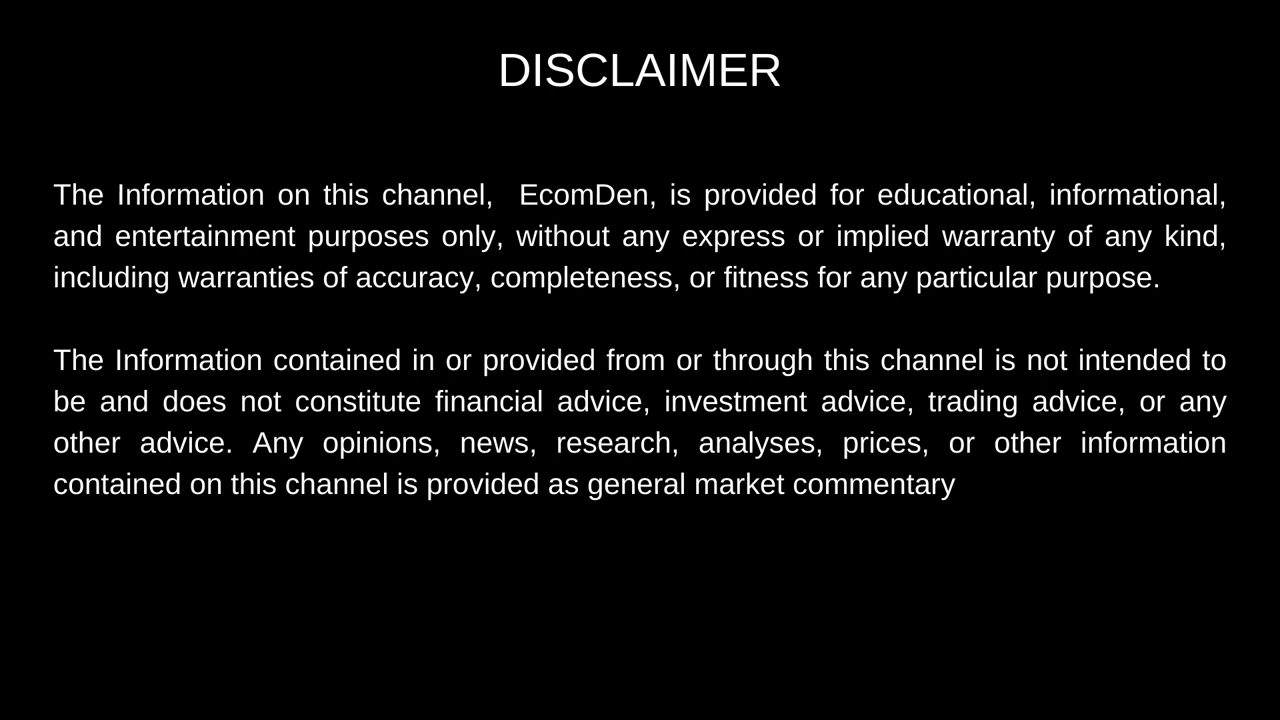 DISCLAIMER
The Information on this channel,  EcomDen, is provided for educational, informational,
and entertainment purposes only, without any express or implied warranty of any kind,
including warranties of accuracy, completeness, or fitness for any particular purpose.
The Information contained in or provided from or through this channel is not intended to
be and does not constitute financial advice, investment advice, trading advice, or any
other advice. Any opinions, news, research, analyses, prices, or other information
contained on this channel is provided as general market commentary